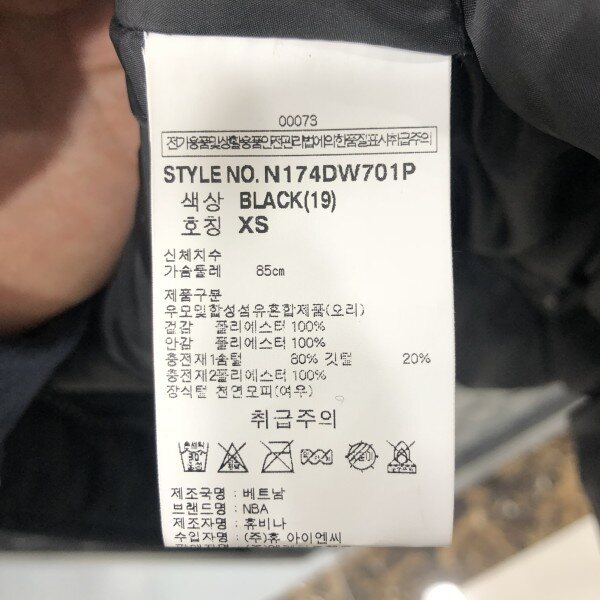 00073
전기용품및생활용품안전관리법에의한품질표시취급주의
STYLE NO. N174DW701P
색상 BLACK(19)
호칭 XS
신체치수
가슴둘레 85cm
제품구분
우모및합성섬유혼합제품(오리)
겉감 폴리에스터 100%
안감 폴리에스터 100%
충전재1솜털 80% 깃털 20%
충전재2폴리에스터 100%
장식털 천연모피(여우)
취급주의
제조국명 : 베트남
브랜드명 : NBA
제조자명 : 휴비나
수입자명 : (주)휴 아이엔씨